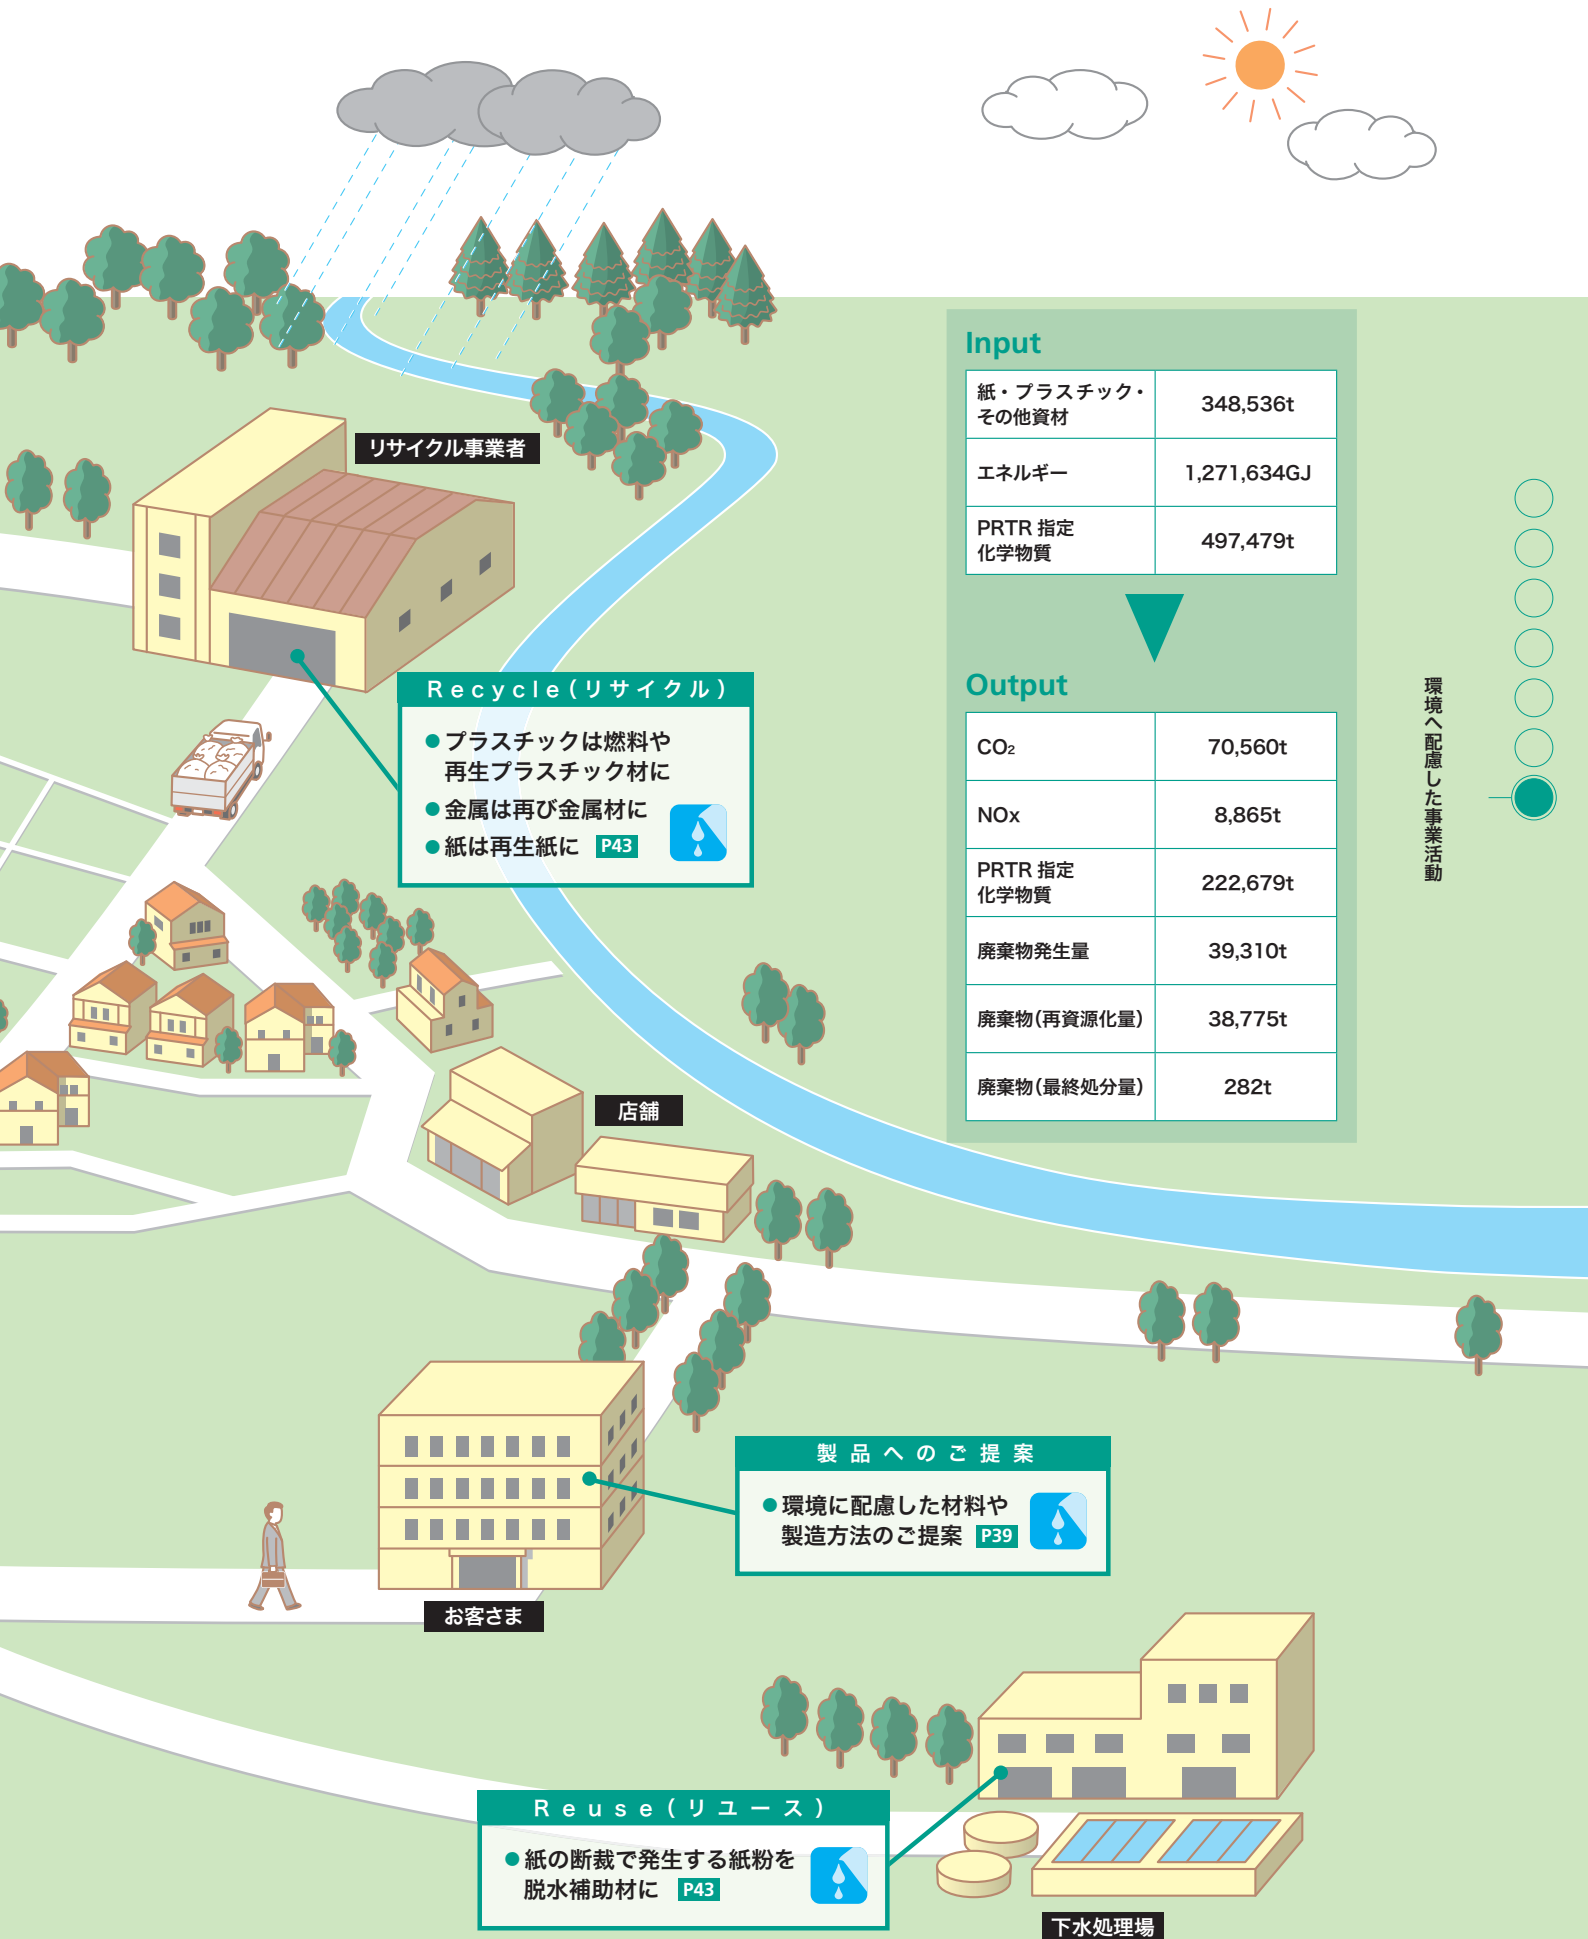 リサイクル事業者
Recycle(リサイクル)
●プラスチックは燃料や
再生プラスチック材に
●金属は再び金属材に
●紙は再生紙に P43
Input
紙・プラスチック・
その他資材 348,536t
エネルギー 1,271,634GJ
PRTR 指定
化学物質 497,479t
Output
CO₂ 70,560t
NOx 8,865t
PRTR 指定
化学物質 222,679t
廃棄物発生量 39,310t
廃棄物(再資源化量) 38,775t
廃棄物(最終処分量) 282t
環境へ配慮した事業活動
店舗
製品へのご提案
●環境に配慮した材料や
製造方法のご提案 P39
お客さま
Reuse(リユース)
●紙の断裁で発生する紙粉を
脱水補助材に P43
下水処理場